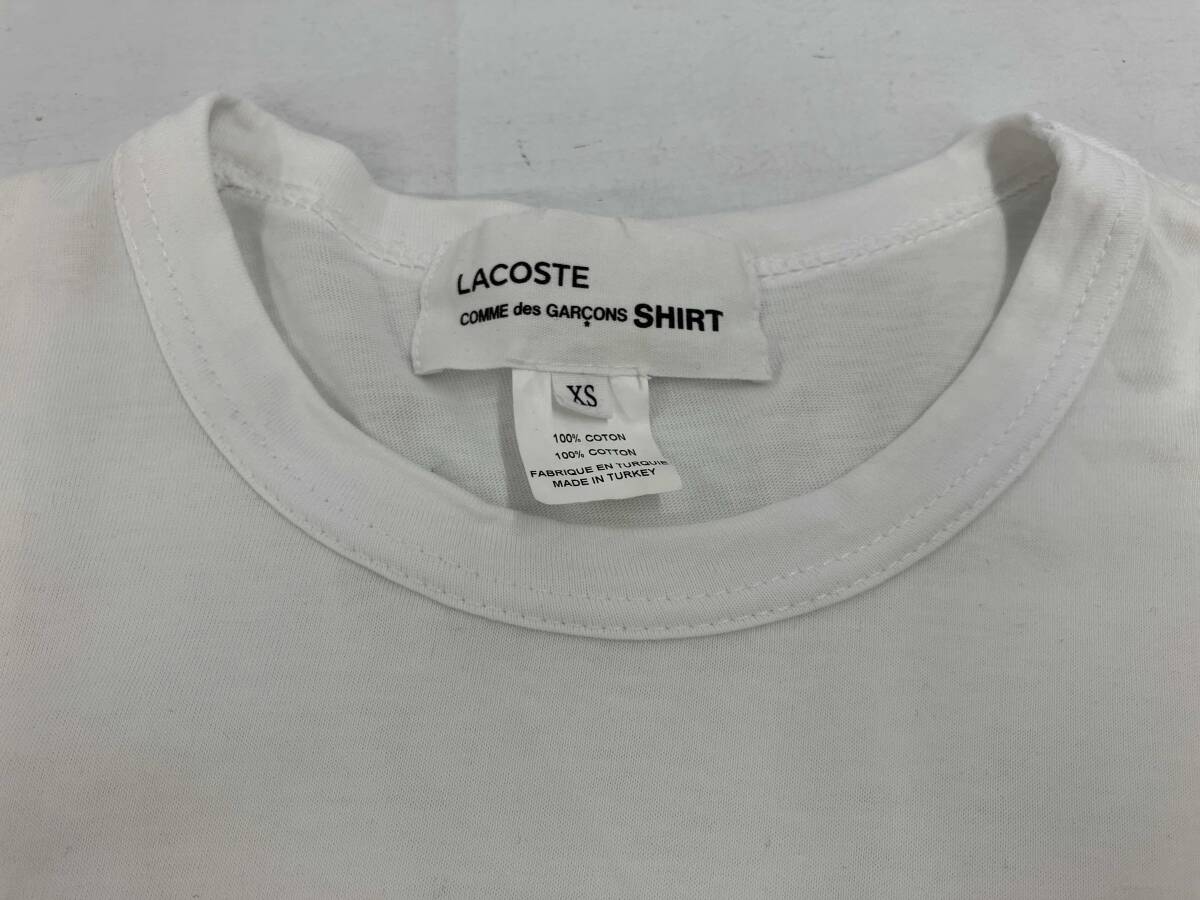 LACOSTE
COMME des GARÇONS SHIRT
XS
100% COTON
100% COTTON
FABRIQUE EN TURQUIE
MADE IN TURKEY